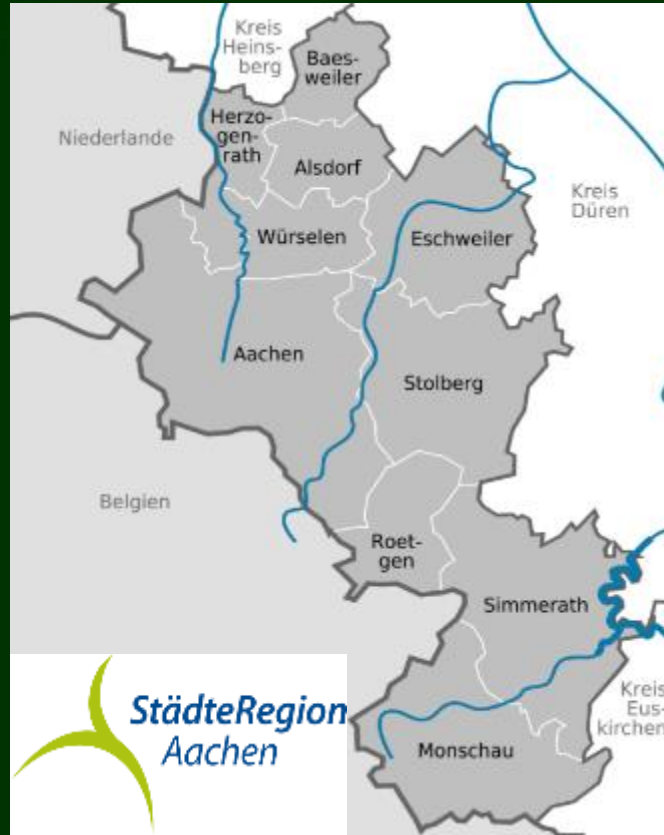 Kreis
Heins-
berg
Baes-
weiler
Niederlande
Herzo-
gen-
rath
Alsdorf
Kreis
Düren
Würselen
Eschweiler
Aachen
Stolberg
Belgien
Roet-
gen
Simmerath
Kreis
Eus-
kirchen
Monschau
StädteRegion
Aachen